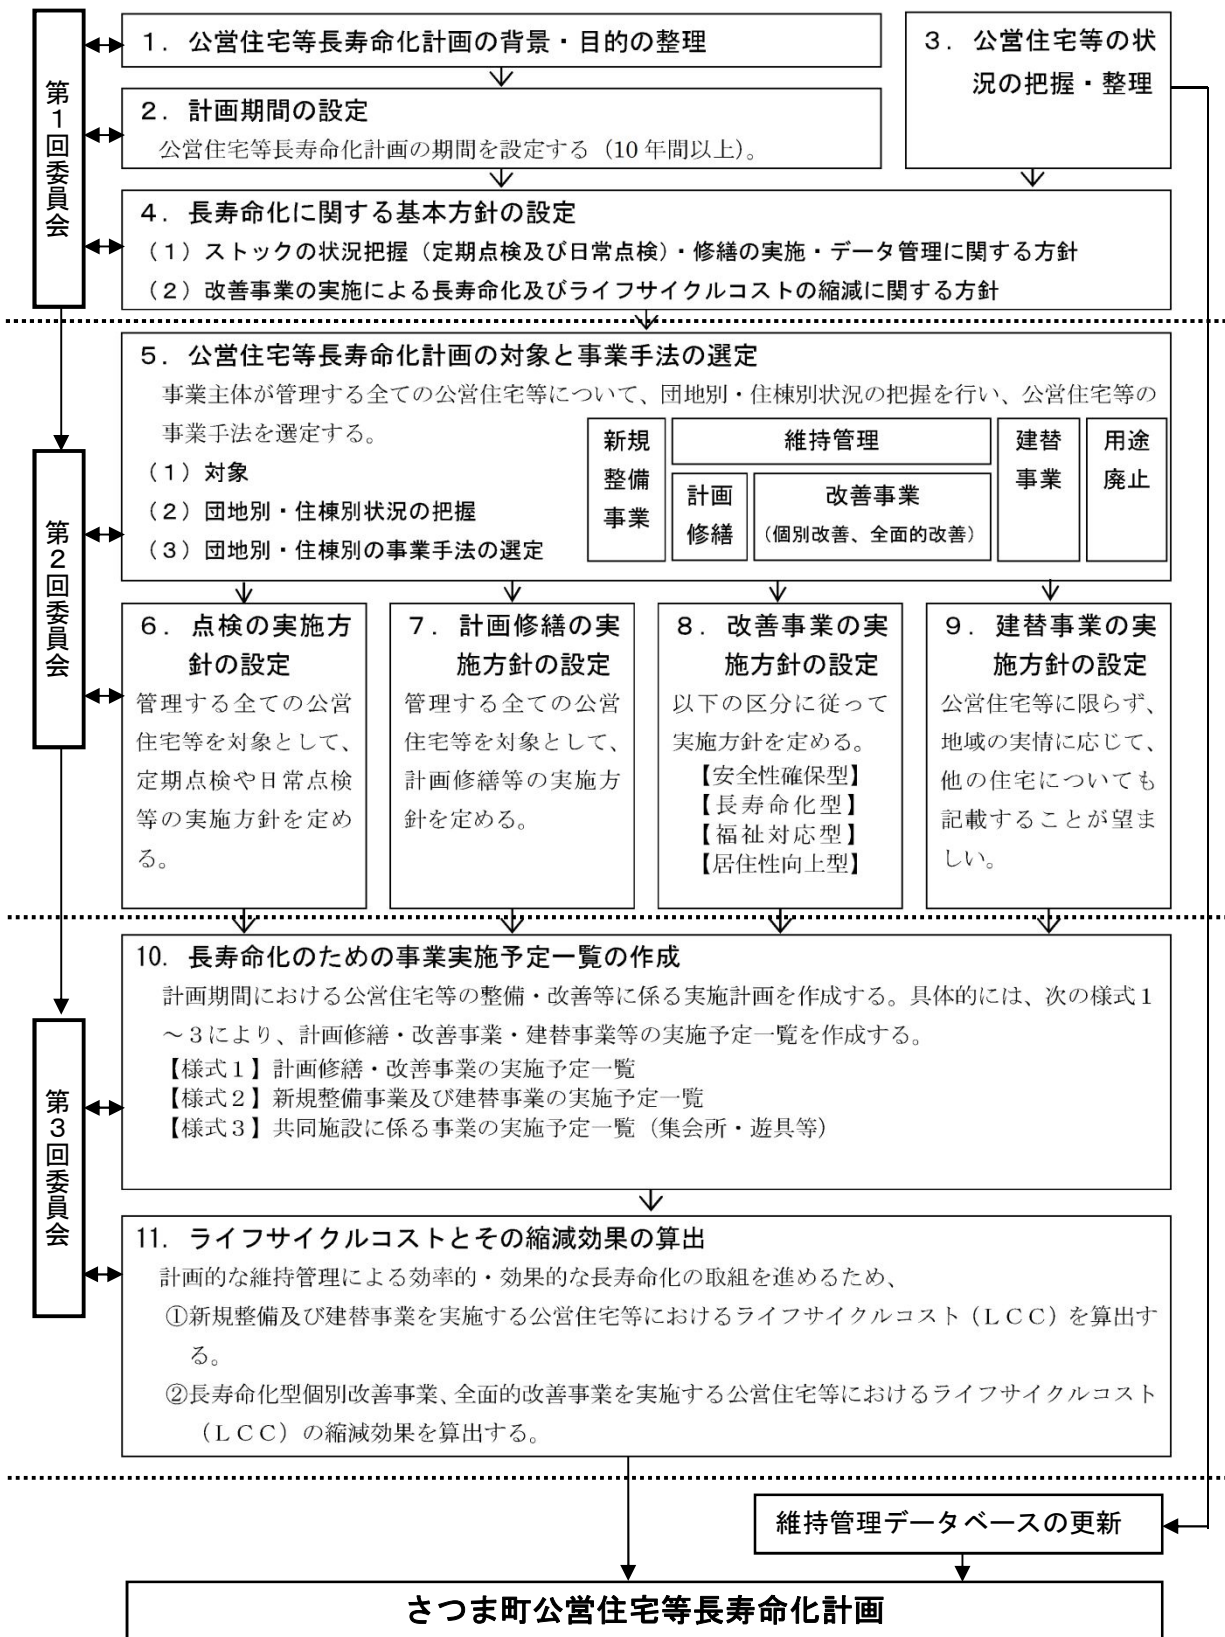 第1回委員会
１．公営住宅等長寿命化計画の背景・目的の整理
２．計画期間の設定
公営住宅等長寿命化計画の期間を設定する（10 年間以上）。
３．公営住宅等の状
況の把握・整理
４．長寿命化に関する基本方針の設定
（１）ストックの状況把握（定期点検及び日常点検）・修繕の実施・データ管理に関する方針
（２）改善事業の実施による長寿命化及びライフサイクルコストの縮減に関する方針
第2回委員会
５．公営住宅等長寿命化計画の対象と事業手法の選定
事業主体が管理する全ての公営住宅等について、団地別・住棟別状況の把握を行い、公営住宅等の
事業手法を選定する。
（１）対象
（２）団地別・住棟別状況の把握
（３）団地別・住棟別の事業手法の選定
新規
整備
事業
維持管理
計画
修繕
改善事業
（個別改善、全面的改善）
建替
事業
用途
廃止
６．点検の実施方
針の設定
管理する全ての公営
住宅等を対象として、
定期点検や日常点検
等の実施方針を定め
る。
７．計画修繕の実
施方針の設定
管理する全ての公営
住宅等を対象として、
計画修繕等の実施方
針を定める。
８．改善事業の実
施方針の設定
以下の区分に従って
実施方針を定める。
【安全性確保型】
【長寿命化型】
【福祉対応型】
【居住性向上型】
９．建替事業の実
施方針の設定
公営住宅等に限らず、
地域の実情に応じて、
他の住宅についても
記載することが望ま
しい。
第3回委員会
10．長寿命化のための事業実施予定一覧の作成
計画期間における公営住宅等の整備・改善等に係る実施計画を作成する。具体的には、次の様式１
～３により、計画修繕・改善事業・建替事業等の実施予定一覧を作成する。
【様式１】計画修繕・改善事業の実施予定一覧
【様式２】新規整備事業及び建替事業の実施予定一覧
【様式３】共同施設に係る事業の実施予定一覧（集会所・遊具等）
11．ライフサイクルコストとその縮減効果の算出
計画的な維持管理による効率的・効果的な長寿命化の取組を進めるため、
①新規整備及び建替事業を実施する公営住宅等におけるライフサイクルコスト（ＬＣＣ）を算出す
る。
②長寿命化型個別改善事業、全面的改善事業を実施する公営住宅等におけるライフサイクルコスト
（ＬＣＣ）の縮減効果を算出する。
維持管理データベースの更新
さつま町公営住宅等長寿命化計画